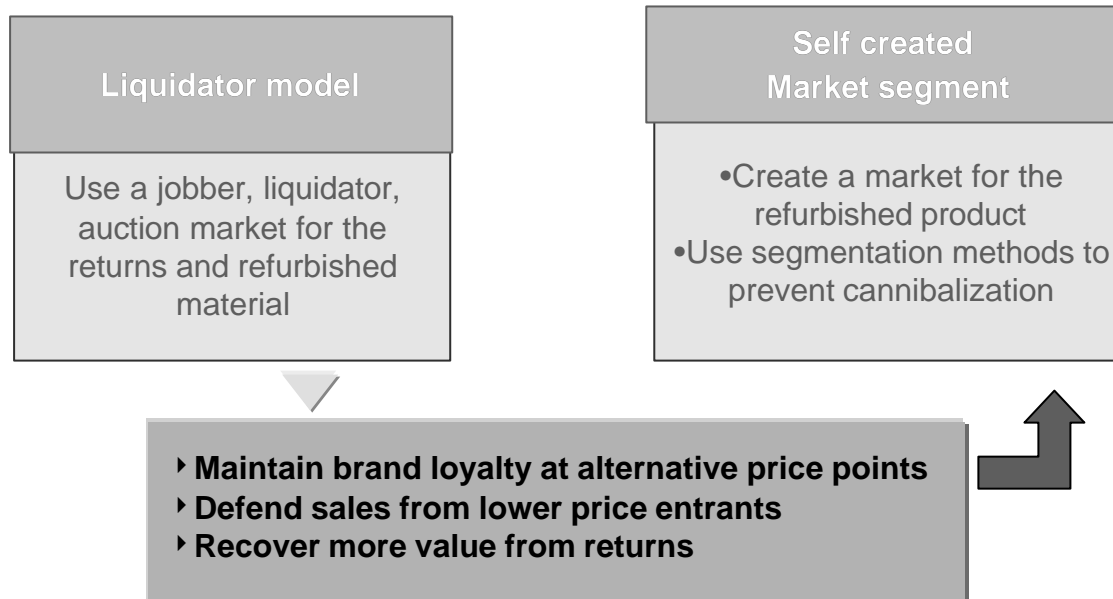 Liquidator model
Use a jobber, liquidator,
auction market for the
returns and refurbished
material
Self created
Market segment
•Create a market for the
refurbished product
•Use segmentation methods to
prevent cannibalization
‣Maintain brand loyalty at alternative price points
‣Defend sales from lower price entrants
‣Recover more value from returns